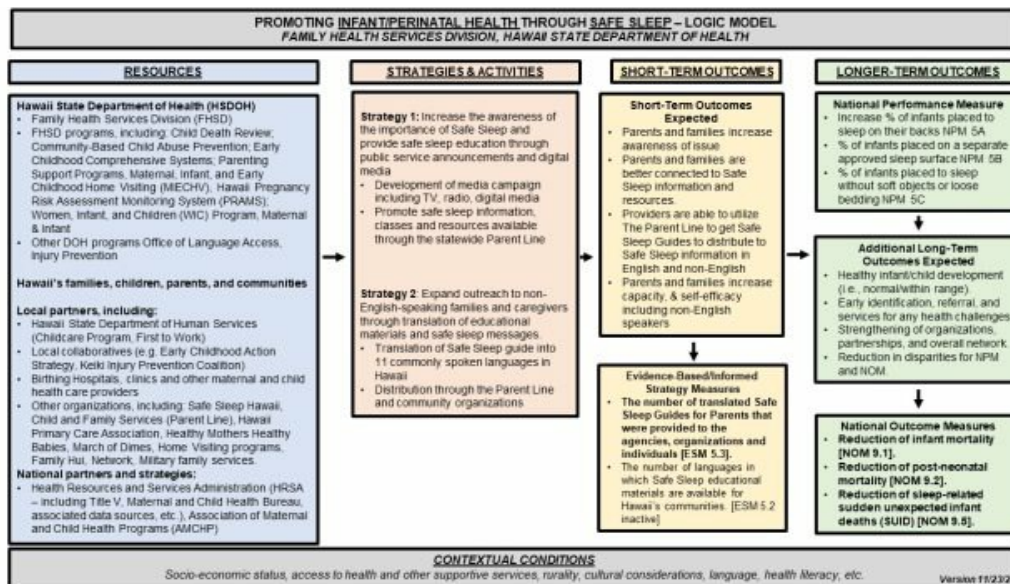 PROMOTING INFANT/PERINATAL HEALTH THROUGH SAFE SLEEP – LOGIC MODEL
FAMILY HEALTH SERVICES DIVISION, HAWAII STATE DEPARTMENT OF HEALTH
RESOURCES
Hawaii State Department of Health (HSDOH)
• Family Health Services Division (FHSD)
• FHSD programs, including: Child Death Review;
Community-Based Child Abuse Prevention; Early
Childhood Comprehensive Systems; Parenting
Support Programs, Maternal, Infant, and Early
Childhood Home Visiting (MIECHV), Hawaii Pregnancy
Risk Assessment Monitoring System (PRAMS);
Women, Infant, and Children (WIC) Program, Maternal
& Infant
• Other DOH programs Office of Language Access,
Injury Prevention
Hawaii's families, children, parents, and communities
Local partners, including:
• Hawaii State Department of Human Services
(Childcare Program, First to Work)
• Local collaboratives (e.g. Early Childhood Action
Strategy, Keiki Injury Prevention Coalition)
• Birthing Hospitals, clinics and other maternal and child
health care providers
• Other organizations, including: Safe Sleep Hawaii,
Child and Family Services (Parent Line), Hawaii
Primary Care Association, Healthy Mothers Healthy
Babies, March of Dimes, Home Visiting programs,
Family Hui, Network, Military family services.
National partners and strategies:
• Health Resources and Services Administration (HRSA
– including Title V, Maternal and Child Health Bureau,
associated data sources, etc.), Association of Maternal
and Child Health Programs (AMCHP)
STRATEGIES & ACTIVITIES
Strategy 1: Increase the awareness of
the importance of Safe Sleep and
provide safe sleep education through
public service announcements and digital
media
• Development of media campaign
including TV, radio, digital media
• Promote safe sleep information,
classes and resources available
through the statewide Parent Line
Strategy 2: Expand outreach to non-
English-speaking families and caregivers
through translation of educational
materials and safe sleep messages.
• Translation of Safe Sleep guide into
11 commonly spoken languages in
Hawaii
• Distribution through the Parent Line
and community organizations
SHORT-TERM OUTCOMES
Short-Term Outcomes
Expected
• Parents and families increase
awareness of issue
• Parents and families are
better connected to Safe
Sleep information and
resources.
• Providers are able to utilize
The Parent Line to get Safe
Sleep Guides to distribute to
Safe Sleep information in
English and non-English
• Parents and families increase
capacity, & self-efficacy
including non-English
speakers
Evidence-Based/Informed
Strategy Measures
• The number of translated Safe
Sleep Guides for Parents that
were provided to the
agencies, organizations and
individuals [ESM 5.3].
• The number of languages in
which Safe Sleep educational
materials are available for
Hawaii's communities. [ESM 5.2
inactive]
LONGER-TERM OUTCOMES
National Performance Measure
• Increase % of infants placed to
sleep on their backs NPM 5A
• % of infants placed on a separate
approved sleep surface NPM 5B
• % of infants placed to sleep
without soft objects or loose
bedding NPM 5C
Additional Long-Term
Outcomes Expected
• Healthy infant/child development
(i.e., normal/within range).
• Early identification, referral, and
services for any health challenges.
• Strengthening of organizations,
partnerships, and overall network.
• Reduction in disparities for NPM
and NOM.
National Outcome Measures
• Reduction of infant mortality
[NOM 9.1].
• Reduction of post-neonatal
mortality [NOM 9.2].
• Reduction of sleep-related
sudden unexpected infant
deaths (SUID) [NOM 9.5].
CONTEXTUAL CONDITIONS
Socio-economic status, access to health and other supportive services, rurality, cultural considerations, language, health literacy, etc.
Version 11/23/2